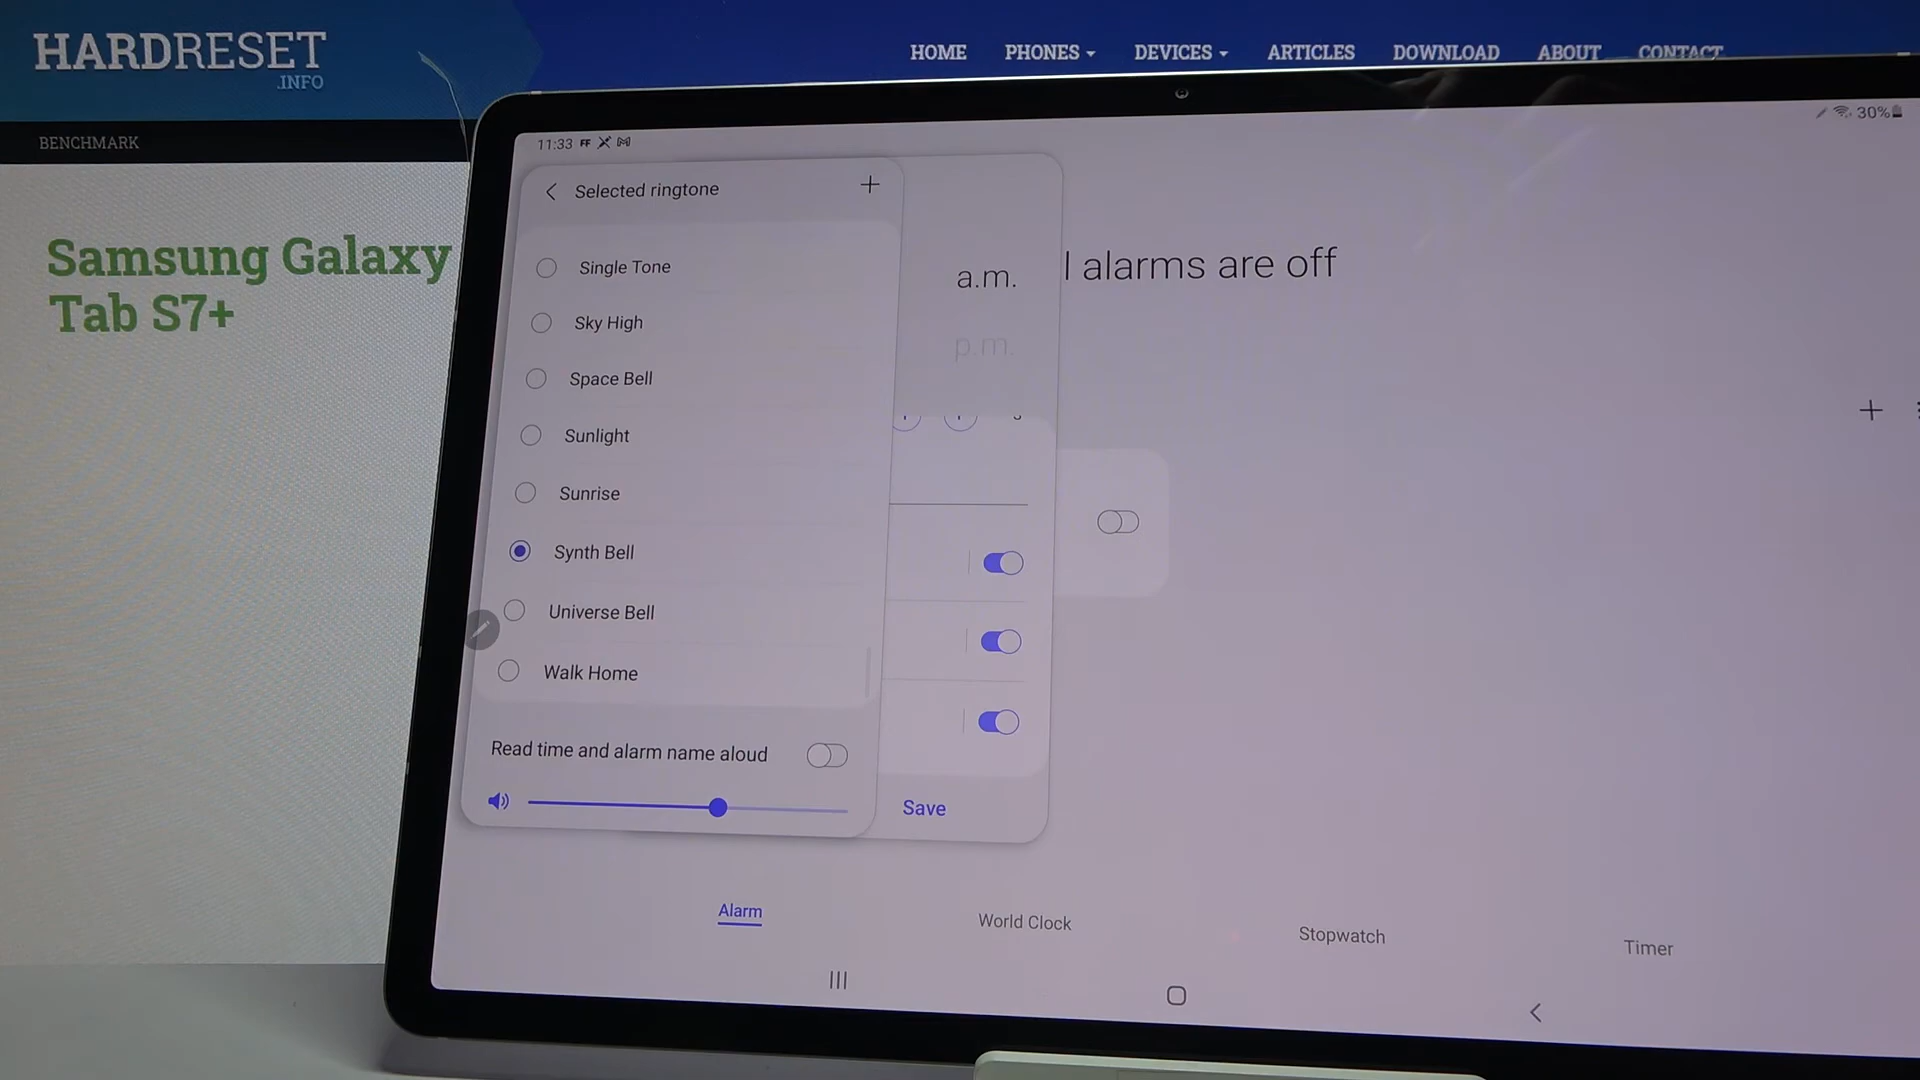 HARDRESET
.INFO
HOME PHONES DEVICES ARTICLES DOWNLOAD ABOUT CONTACT
BENCHMARK
Samsung Galaxy
Tab S7+
11:33
30%
Selected ringtone
Single Tone
Sky High
Space Bell
Sunlight
Sunrise
Synth Bell
Universe Bell
Walk Home
Read time and alarm name aloud
a.m.
p.m.
Save
l alarms are off
Alarm
World Clock
Stopwatch
Timer